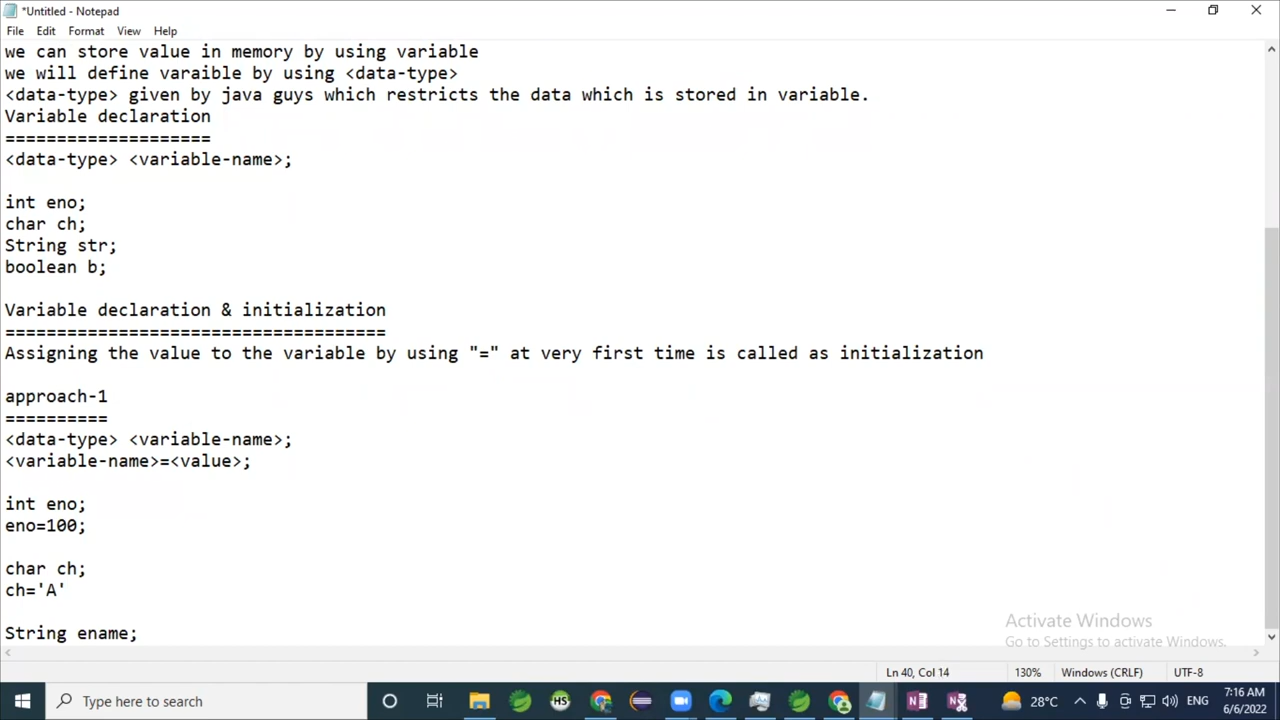 *Untitled - Notepad
File Edit Format View Help
we can store value in memory by using variable
we will define varaible by using <data-type>
<data-type> given by java guys which restricts the data which is stored in variable.
Variable declaration
====================
<data-type> <variable-name>;
int eno;
char ch;
String str;
boolean b;
Variable declaration & initialization
=====================================
Assigning the value to the variable by using "=" at very first time is called as initialization
approach-1
==========
<data-type> <variable-name>;
<variable-name>=<value>;
int eno;
eno=100;
char ch;
ch='A'
String ename;
Activate Windows
Go to Settings to activate Windows.
Ln 40, Col 14 130% Windows (CRLF) UTF-8
Type here to search HS 28°C ENG 7:16 AM
6/6/2022